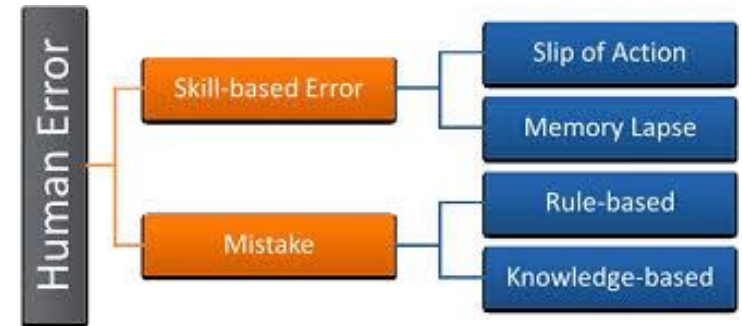 Human Error
Skill-based Error
Slip of Action
Memory Lapse
Mistake
Rule-based
Knowledge-based